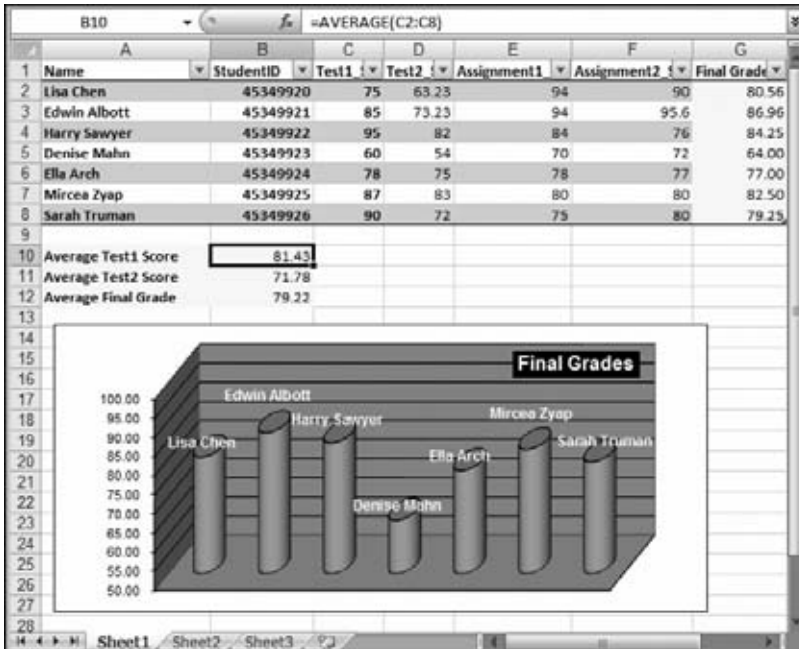 B10 fx =AVERAGE(C2:C8)
A B C D E F G
1 Name StudentID Test1_ Test2_ Assignment1_ Assignment2_ Final Grade
2 Lisa Chen 45349920 75 63.23 94 90 80.56
3 Edwin Albott 45349921 85 73.23 94 95.6 86.96
4 Harry Sawyer 45349922 95 82 84 76 84.25
5 Denise Mahn 45349923 60 54 70 72 64.00
6 Ella Arch 45349924 78 75 78 77 77.00
7 Mircea Zyap 45349925 87 83 80 80 82.50
8 Sarah Truman 45349926 90 72 75 80 79.25
9
10 Average Test1 Score 81.43
11 Average Test2 Score 71.78
12 Average Final Grade 79.22
13
14
15
16
17
18
19
20
21
22
23
24
25
26
27
28
Final Grades
100.00
95.00
90.00
85.00
80.00
75.00
70.00
65.00
60.00
55.00
50.00
Lisa Chen
Edwin Albott
Harry Sawyer
Denise Mahn
Ella Arch
Mircea Zyap
Sarah Truman
Sheet1 Sheet2 Sheet3